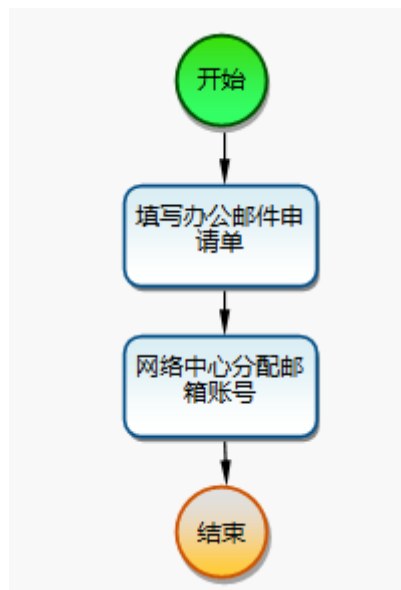 开始
填写办公邮件申
请单
网络中心分配邮
箱账号
结束